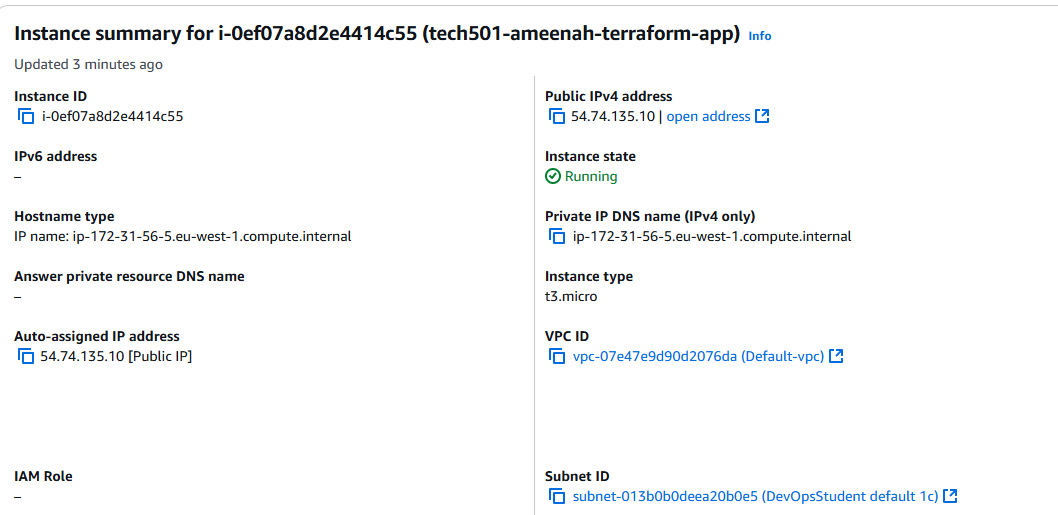 Instance summary for i-0ef07a8d2e4414c55 (tech501-ameenah-terraform-app) Info
Updated 3 minutes ago
Instance ID
i-0ef07a8d2e4414c55
Public IPv4 address
54.74.135.10 | open address
IPv6 address
–
Instance state
Running
Hostname type
IP name: ip-172-31-56-5.eu-west-1.compute.internal
Private IP DNS name (IPv4 only)
ip-172-31-56-5.eu-west-1.compute.internal
Answer private resource DNS name
–
Instance type
t3.micro
Auto-assigned IP address
54.74.135.10 [Public IP]
VPC ID
vpc-07e47e9d90d2076da (Default-vpc)
IAM Role
–
Subnet ID
subnet-013b0b0deea20b0e5 (DevOpsStudent default 1c)